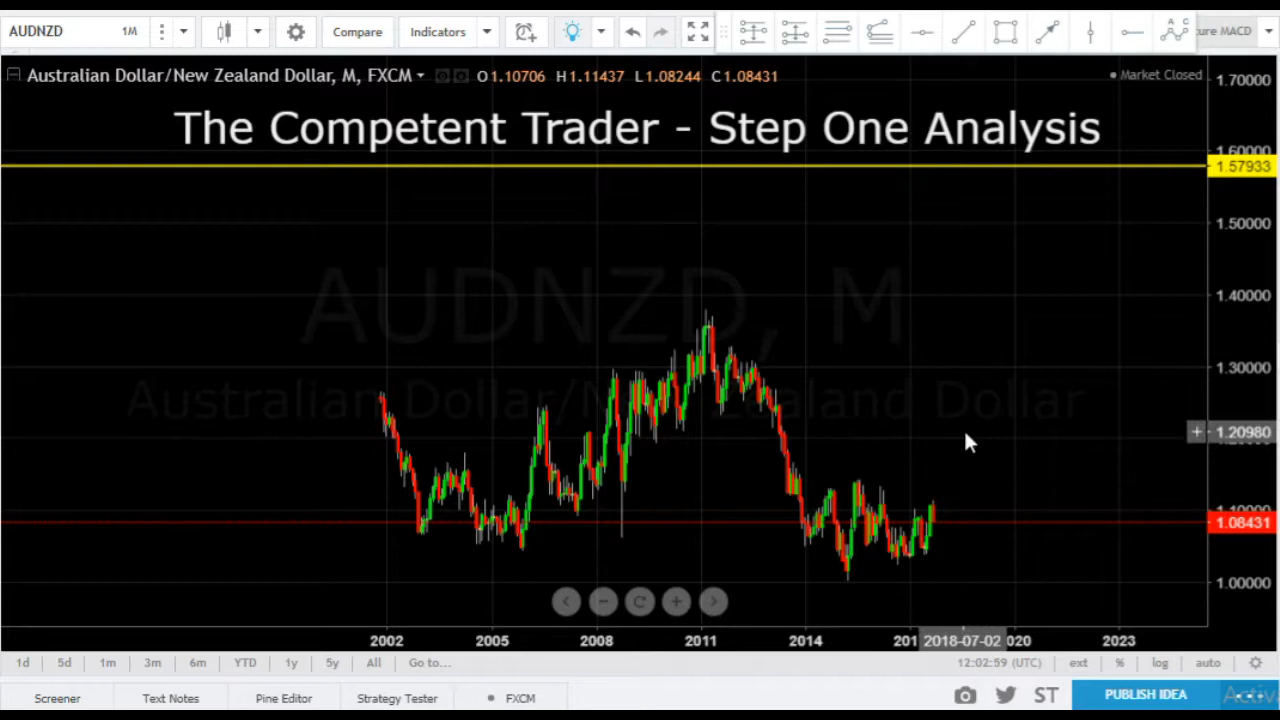 AUDNZD 1M Compare Indicators ure MACD
Australian Dollar/New Zealand Dollar, M, FXCM O1.10706 H1.11437 L1.08244 C1.08431 Market Closed
1.70000
The Competent Trader - Step One Analysis
1.60000
1.57933
1.50000
AUDNZD, M
1.40000
1.30000
Australian Dollar/New Zealand Dollar
1.20980
1.10000
1.08431
1.00000
2002 2005 2008 2011 2014 201 2018-07-02 020 2023
1d 5d 1m 3m 6m YTD 1y 5y All Go to... 12:02:59 (UTC) ext % log auto
Screener Text Notes Pine Editor Strategy Tester FXCM ST PUBLISH IDEA